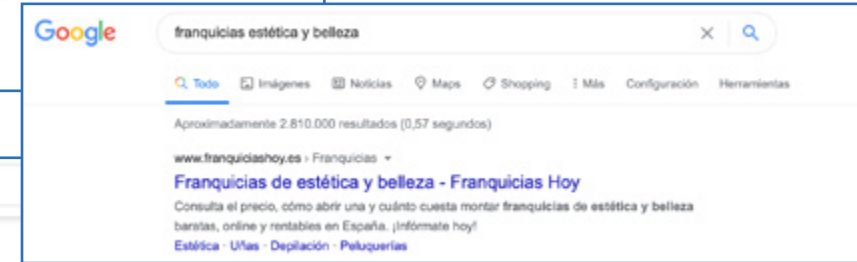 Google
franquicias estética y belleza
Todo Imágenes Noticias Maps Shopping Más Configuración Herramientas
Aproximadamente 2.810.000 resultados (0,57 segundos)
www.franquiciashoy.es › Franquicias
Franquicias de estética y belleza - Franquicias Hoy
Consulta el precio, cómo abrir una y cuánto cuesta montar franquicias de estética y belleza
baratas, online y rentables en España. ¡Infórmate hoy!
Estética · Uñas · Depilación · Peluquerías